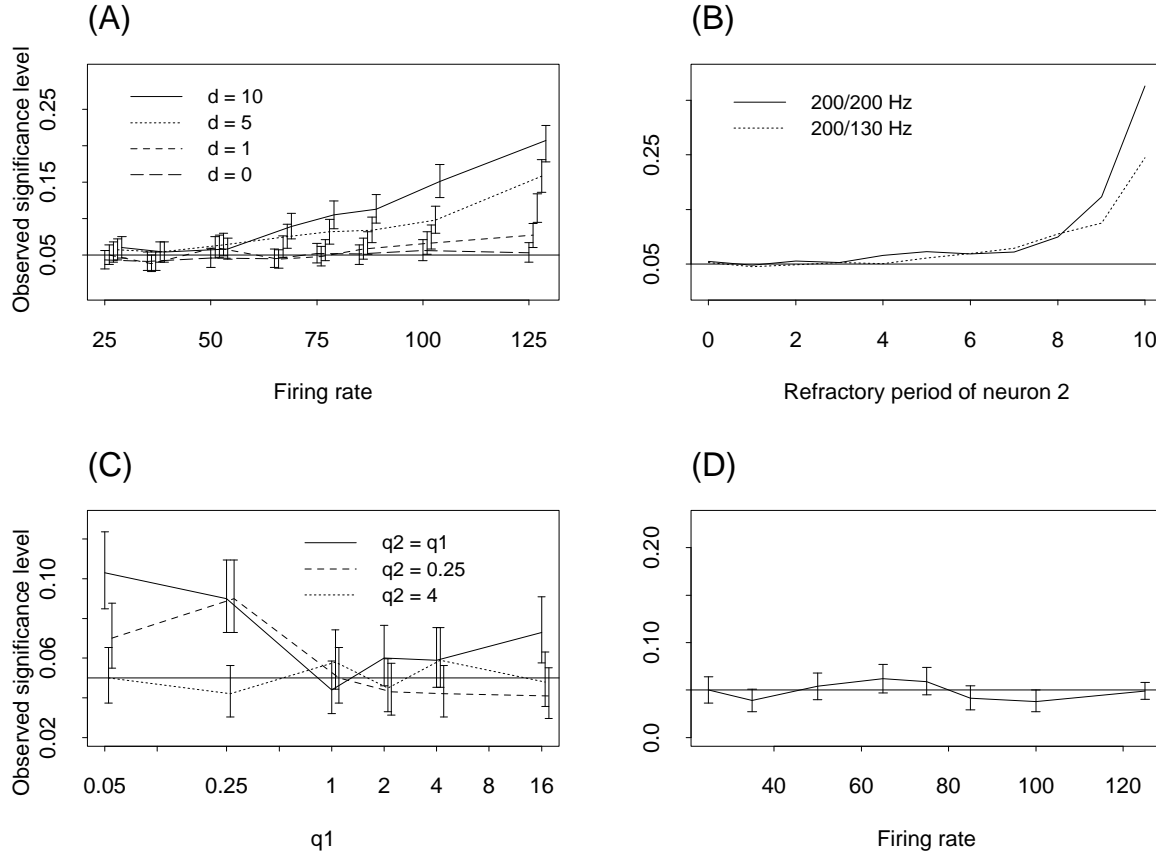 (A)
Observed significance level
0.05 0.15 0.25
d = 10
d = 5
d = 1
d = 0
25 50 75 100 125
Firing rate
(B)
0.05 0.25
200/200 Hz
200/130 Hz
0 2 4 6 8 10
Refractory period of neuron 2
(C)
Observed significance level
0.02 0.06 0.10
q2 = q1
q2 = 0.25
q2 = 4
0.05 0.25 1 2 4 8 16
q1
(D)
0.0 0.10 0.20
40 60 80 100 120
Firing rate